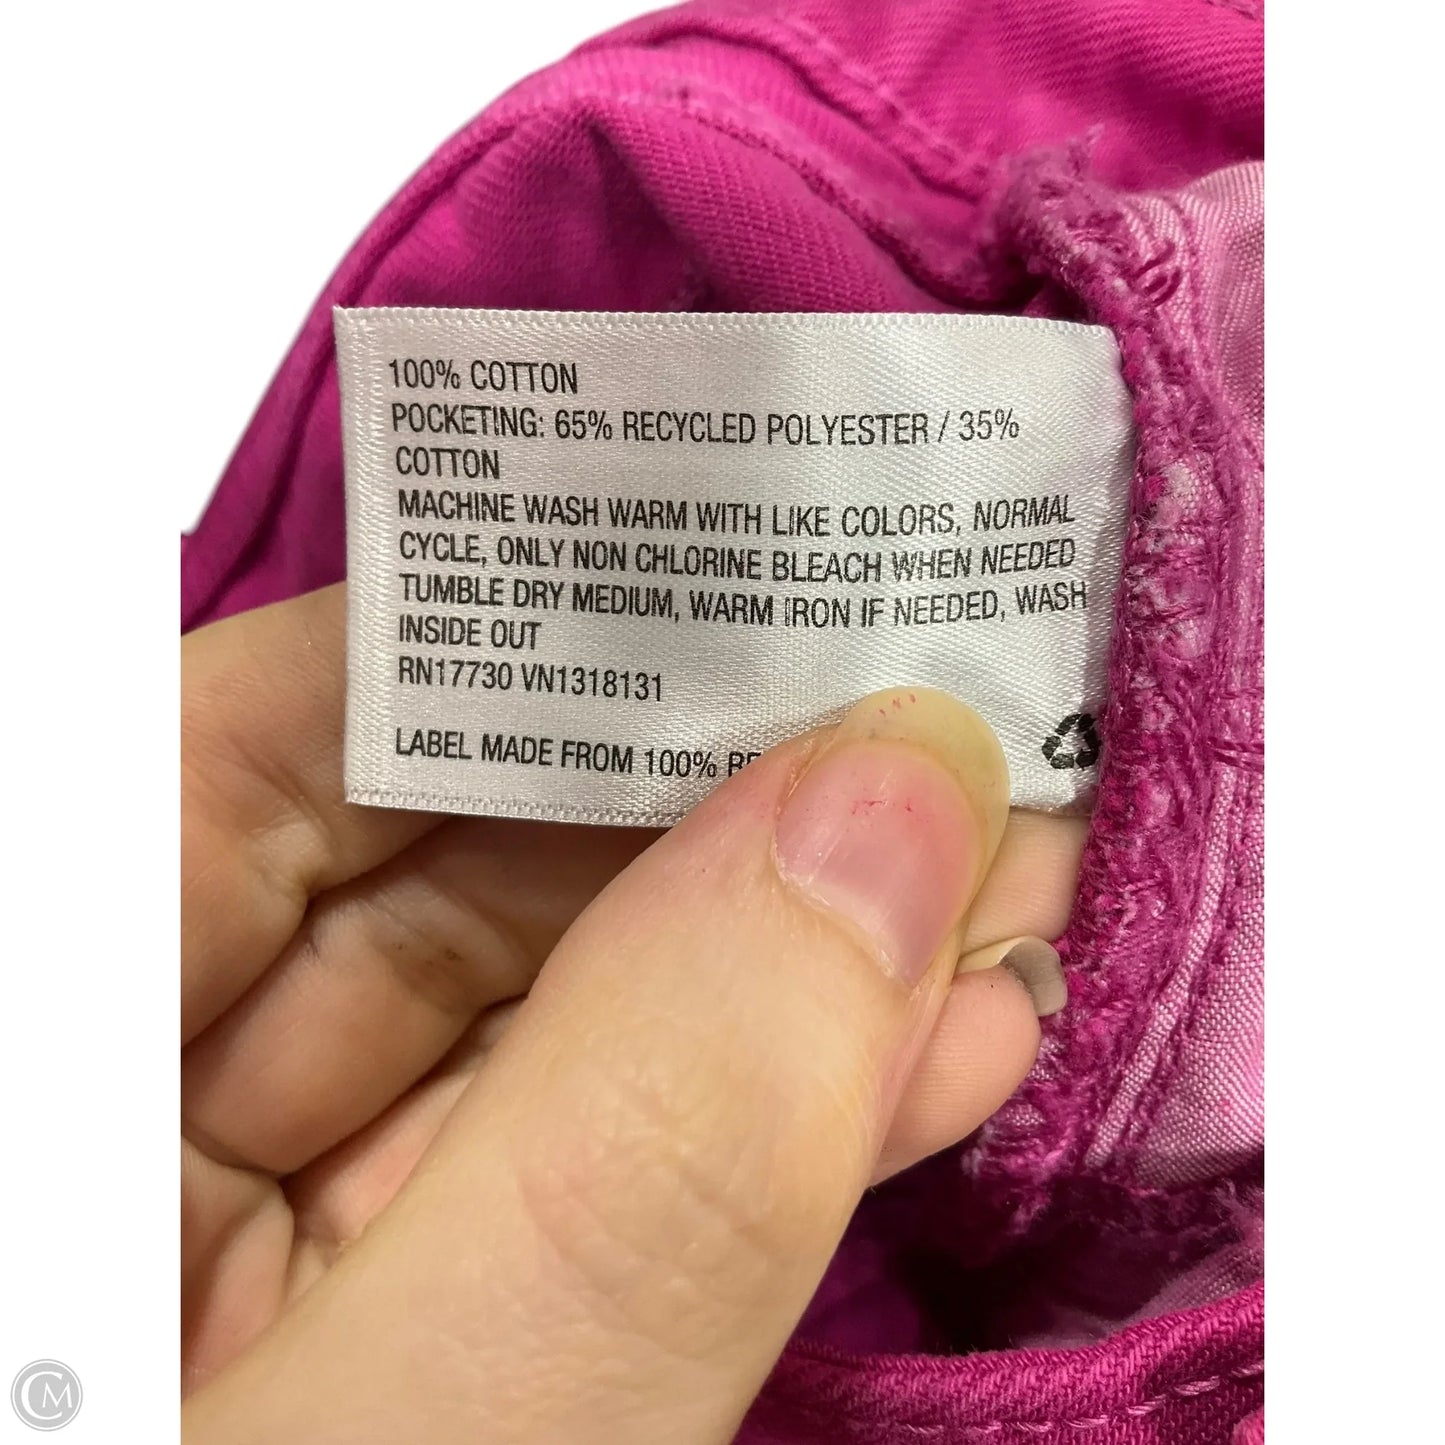 100% COTTON
POCKETING: 65% RECYCLED POLYESTER / 35%
COTTON
MACHINE WASH WARM WITH LIKE COLORS, NORMAL
CYCLE, ONLY NON CHLORINE BLEACH WHEN NEEDED
TUMBLE DRY MEDIUM, WARM IRON IF NEEDED, WASH
INSIDE OUT
RN17730 VN1318131
LABEL MADE FROM 100%
CM